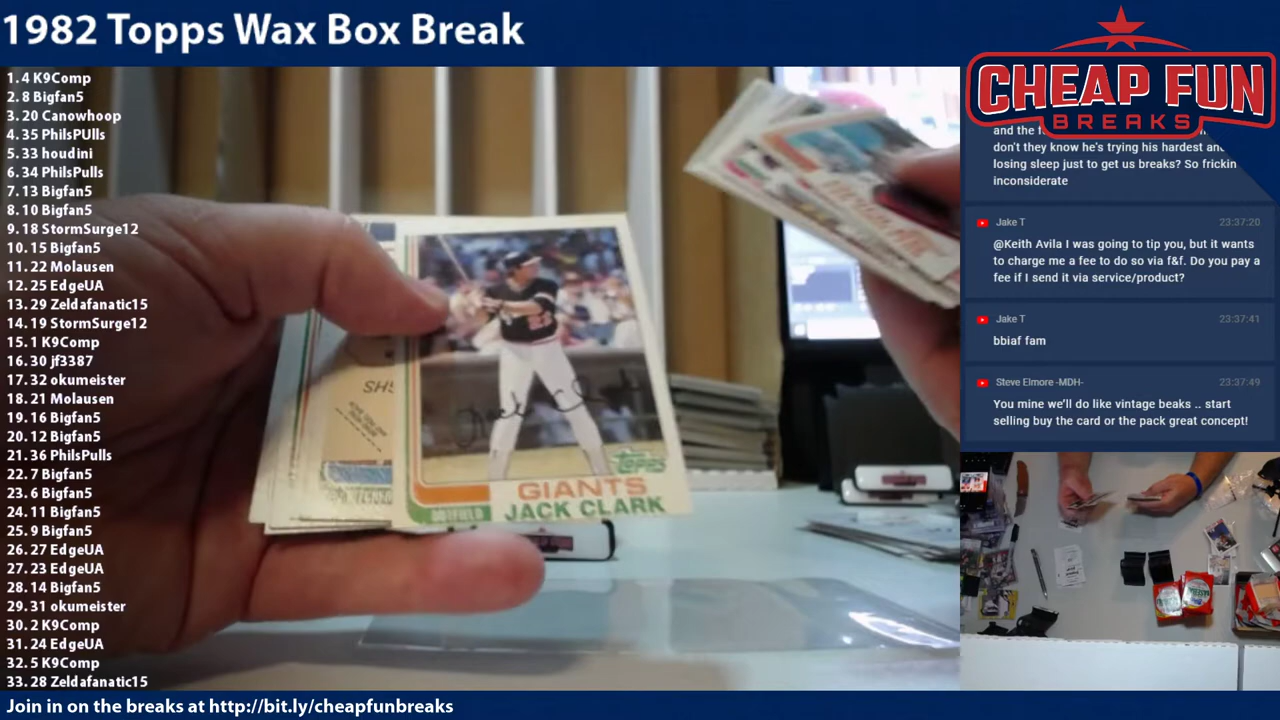 1982 Topps Wax Box Break
1. 4 K9Comp
2. 8 Bigfan5
3. 20 Canowhoop
4. 35 PhilsPUlls
5. 33 houdini
6. 34 PhilsPulls
7. 13 Bigfan5
8. 10 Bigfan5
9. 18 StormSurge12
10. 15 Bigfan5
11. 22 Molausen
12. 25 EdgeUA
13. 29 Zeldafanatic15
14. 19 StormSurge12
15. 1 K9Comp
16. 30 jf3387
17. 32 okumeister
18. 21 Molausen
19. 16 Bigfan5
20. 12 Bigfan5
21. 36 PhilsPulls
22. 7 Bigfan5
23. 6 Bigfan5
24. 11 Bigfan5
25. 9 Bigfan5
26. 27 EdgeUA
27. 23 EdgeUA
28. 14 Bigfan5
29. 31 okumeister
30. 2 K9Comp
31. 24 EdgeUA
32. 5 K9Comp
33. 28 Zeldafanatic15
Topps
GIANTS
OUTFIELD
JACK CLARK
CHEAP FUN
BREAKS
and the
don't they know he's trying his hardest and
losing sleep just to get us breaks? So frickin
inconsiderate
Jake T 23:37:20
@Keith Avila I was going to tip you, but it wants
to charge me a fee to do so via f&f. Do you pay a
fee if I send it via service/product?
Jake T 23:37:41
bbiaf fam
Steve Elmore -MDH- 23:37:49
You mine we'll do like vintage beaks .. start
selling buy the card or the pack great concept!
Join in on the breaks at http://bit.ly/cheapfunbreaks